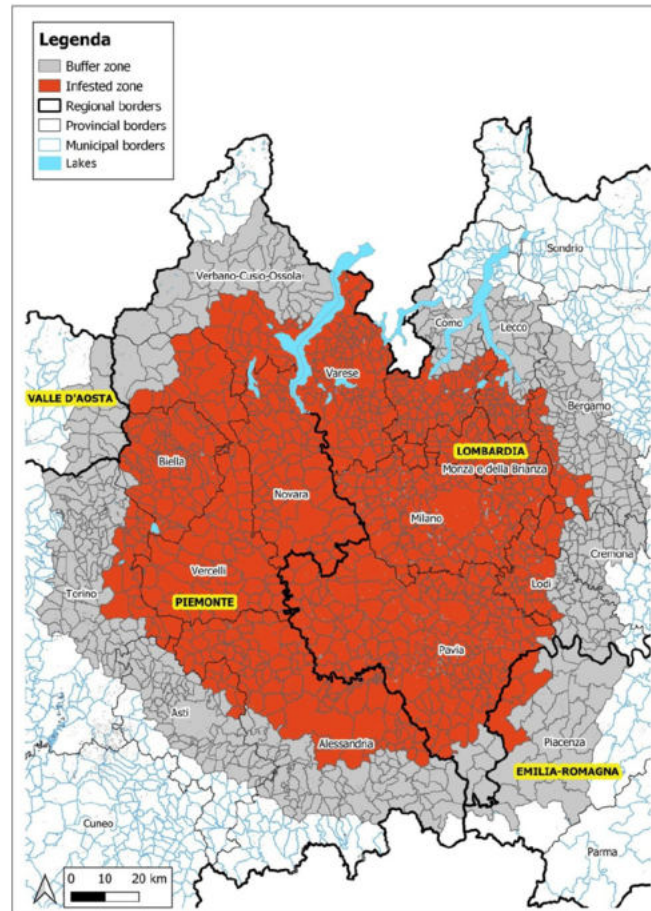 Legenda
Buffer zone
Infested zone
Regional borders
Provincial borders
Municipal borders
Lakes
Sondrio
Verbano-Cusio-Ossola
Como
Lecco
Varese
VALLE D'AOSTA
Bergamo
LOMBARDIA
Biella
Monza e della Brianza
Novara
Milano
Cremona
Vercelli
Lodi
Torino
PIEMONTE
Pavia
Asti
Alessandria
Piacenza
EMILIA-ROMAGNA
Cuneo
Parma
0 10 20 km